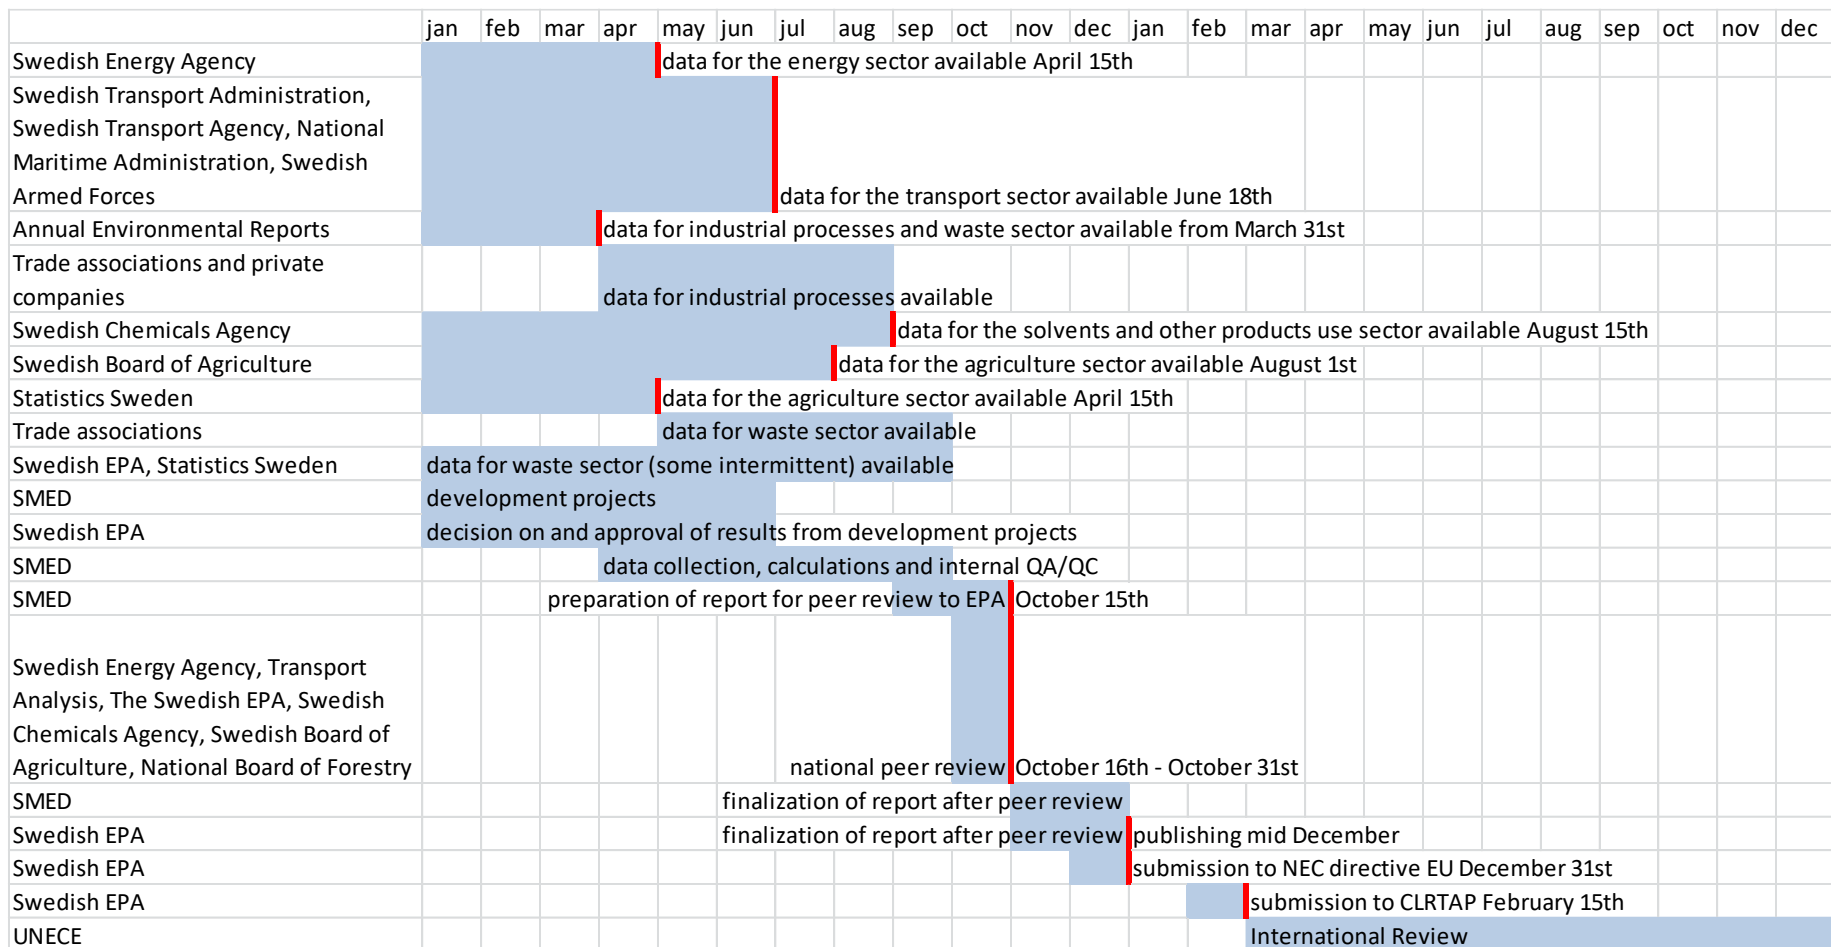 jan feb mar apr may jun jul aug sep oct nov dec jan feb mar apr may jun jul aug sep oct nov dec
Swedish Energy Agency data for the energy sector available April 15th
Swedish Transport Administration,
Swedish Transport Agency, National
Maritime Administration, Swedish
Armed Forces data for the transport sector available June 18th
Annual Environmental Reports data for industrial processes and waste sector available from March 31st
Trade associations and private
companies data for industrial processes available
Swedish Chemicals Agency data for the solvents and other products use sector available August 15th
Swedish Board of Agriculture data for the agriculture sector available August 1st
Statistics Sweden data for the agriculture sector available April 15th
Trade associations data for waste sector available
Swedish EPA, Statistics Sweden data for waste sector (some intermittent) available
SMED development projects
Swedish EPA decision on and approval of results from development projects
SMED data collection, calculations and internal QA/QC
SMED preparation of report for peer review to EPA October 15th
Swedish Energy Agency, Transport
Analysis, The Swedish EPA, Swedish
Chemicals Agency, Swedish Board of
Agriculture, National Board of Forestry national peer review October 16th - October 31st
SMED finalization of report after peer review
Swedish EPA finalization of report after peer review publishing mid December
Swedish EPA submission to NEC directive EU December 31st
Swedish EPA submission to CLRTAP February 15th
UNECE International Review